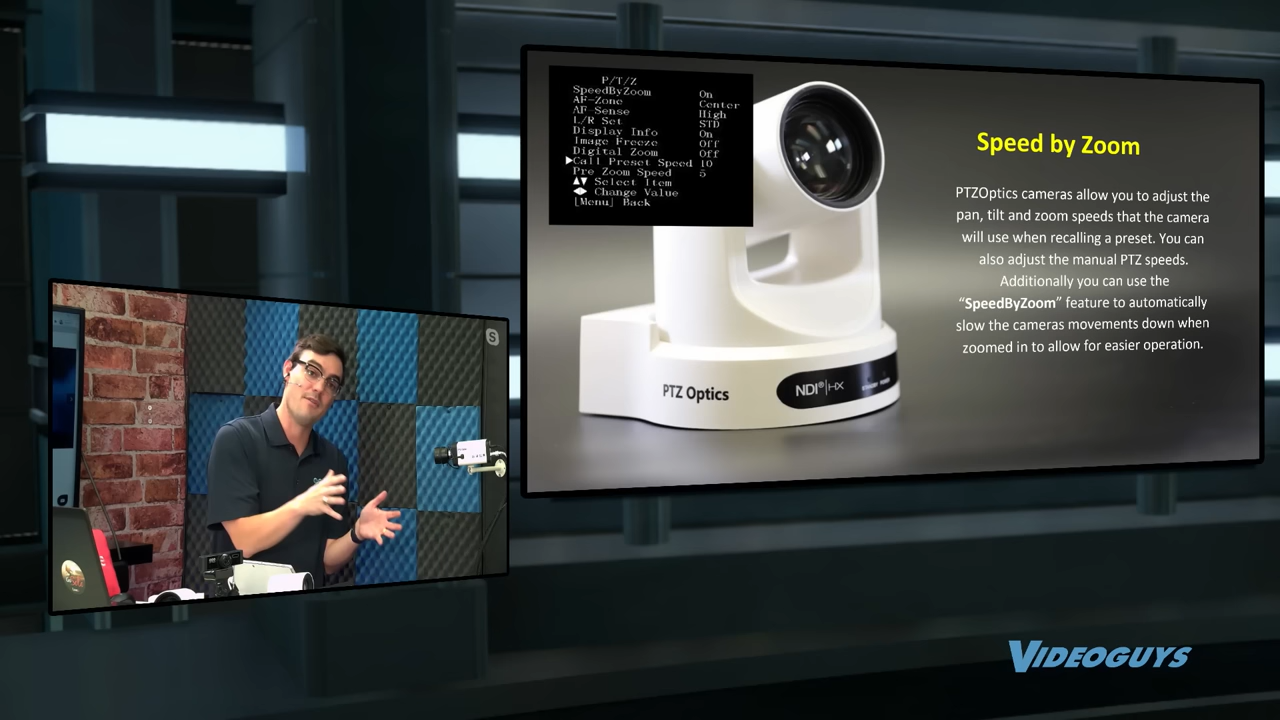 P/T/Z
SpeedByZoom On
AF-Zone Center
AF-Sense High
L/R Set STD
Display Info On
Image Freeze Off
Digital Zoom Off
Call Preset Speed 10
Pre Zoom Speed 5
Select Item
Change Value
[Menu] Back
Speed by Zoom
PTZOptics cameras allow you to adjust the
pan, tilt and zoom speeds that the camera
will use when recalling a preset. You can
also adjust the manual PTZ speeds.
Additionally you can use the
“SpeedByZoom” feature to automatically
slow the cameras movements down when
zoomed in to allow for easier operation.
PTZ Optics
NDI® HX
STANDBY POWER
S
VIDEOGUYS